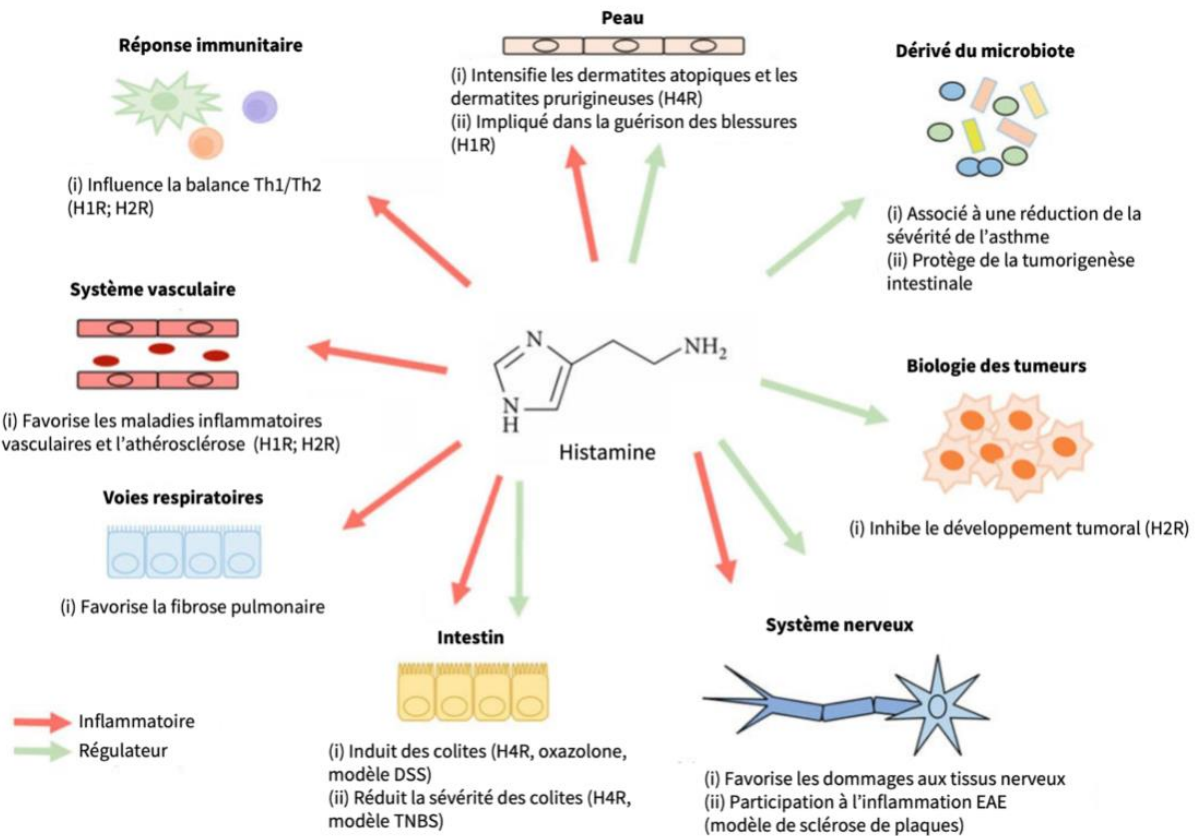 Peau
(i) Intensifie les dermatites atopiques et les
dermatites prurigineuses (H4R)
(ii) Impliqué dans la guérison des blessures
(H1R)
Réponse immunitaire
(i) Influence la balance Th1/Th2
(H1R; H2R)
Dérivé du microbiote
(i) Associé à une réduction de la
sévérité de l'asthme
(ii) Protège de la tumorigenèse
intestinale
Système vasculaire
(i) Favorise les maladies inflammatoires
vasculaires et l'athérosclérose (H1R; H2R)
N
NH₂
N
H
Histamine
Biologie des tumeurs
(i) Inhibe le développement tumoral (H2R)
Voies respiratoires
(i) Favorise la fibrose pulmonaire
Intestin
(i) Induit des colites (H4R, oxazolone,
modèle DSS)
(ii) Réduit la sévérité des colites (H4R,
modèle TNBS)
Système nerveux
(i) Favorise les dommages aux tissus nerveux
(ii) Participation à l'inflammation EAE
(modèle de sclérose de plaques)
Inflammatoire
Régulateur